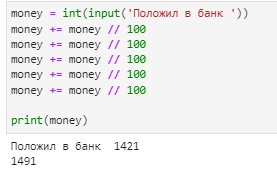 money = int(input('Положил в банк '))
money += money // 100
money += money // 100
money += money // 100
money += money // 100
money += money // 100
print(money)
Положил в банк  1421
1491